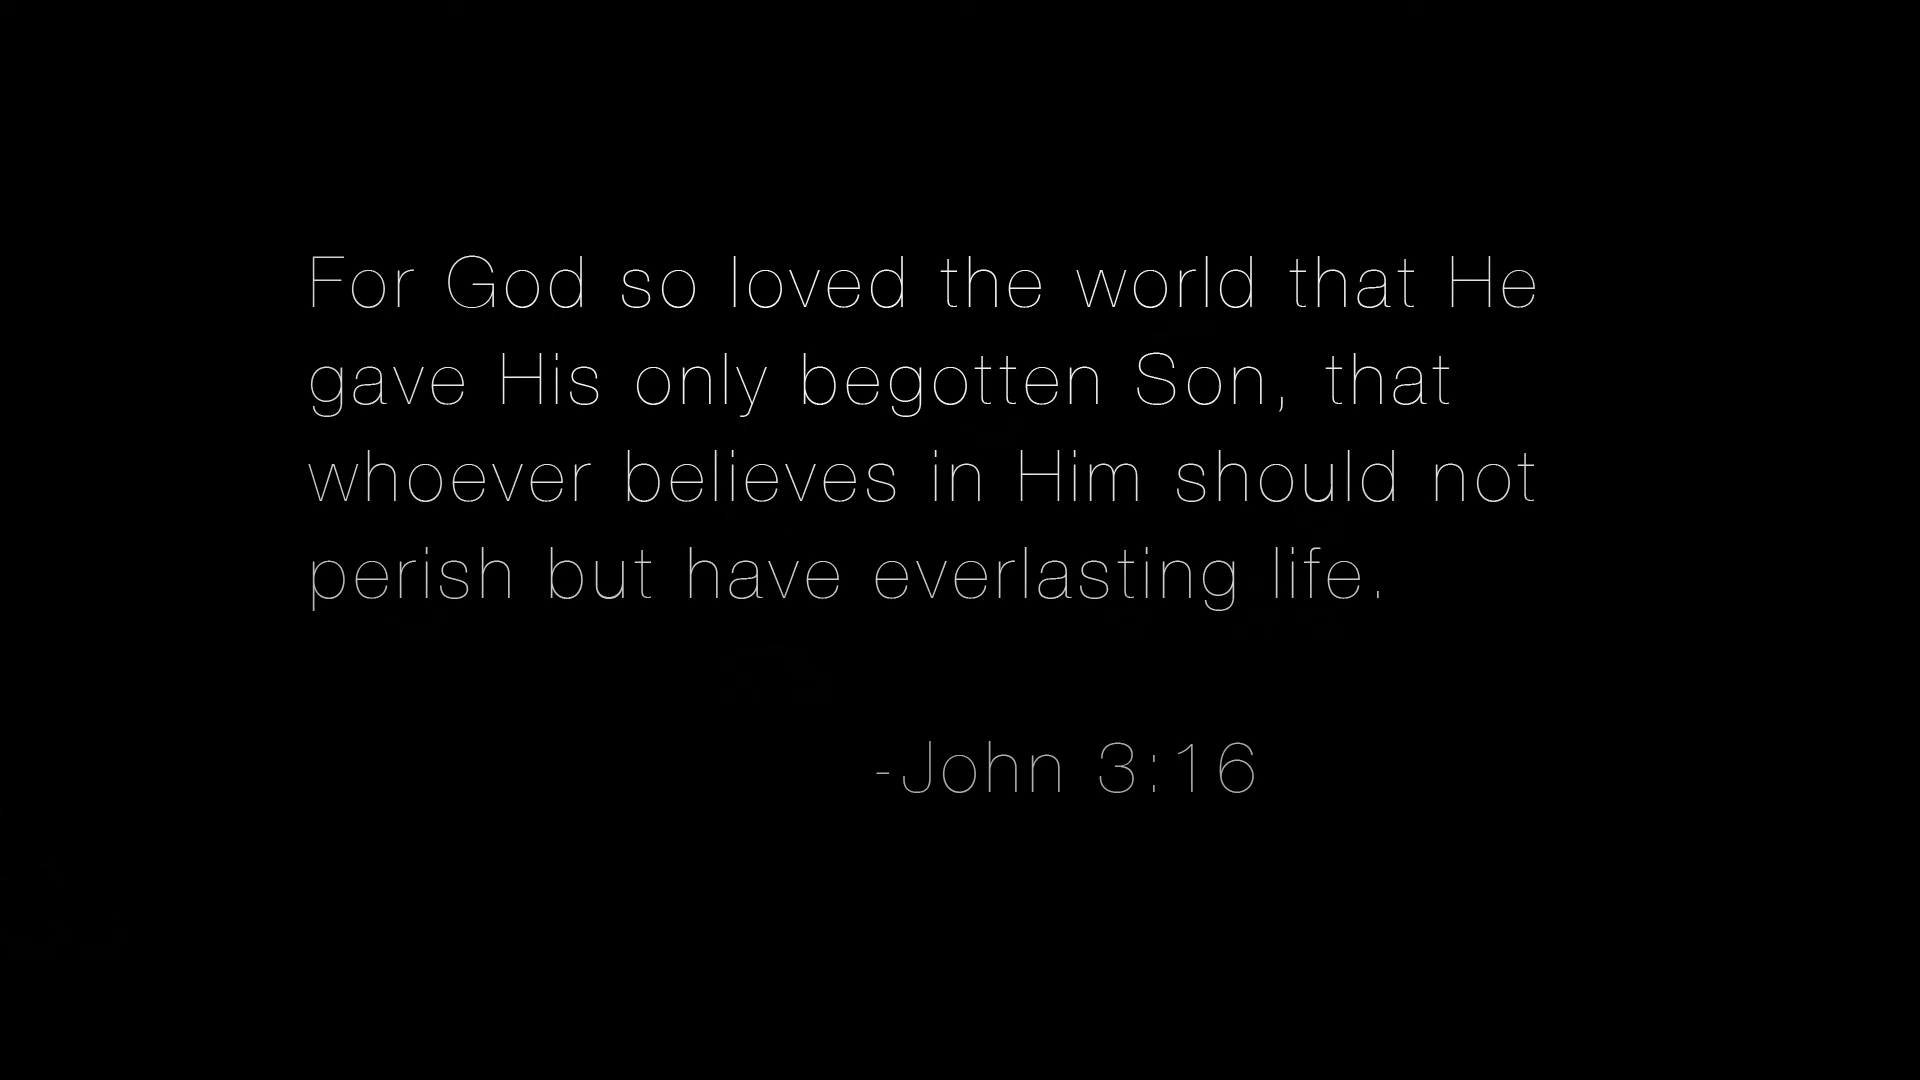 For God so loved the world that He
gave His only begotten Son, that
whoever believes in Him should not
perish but have everlasting life.
-John 3:16